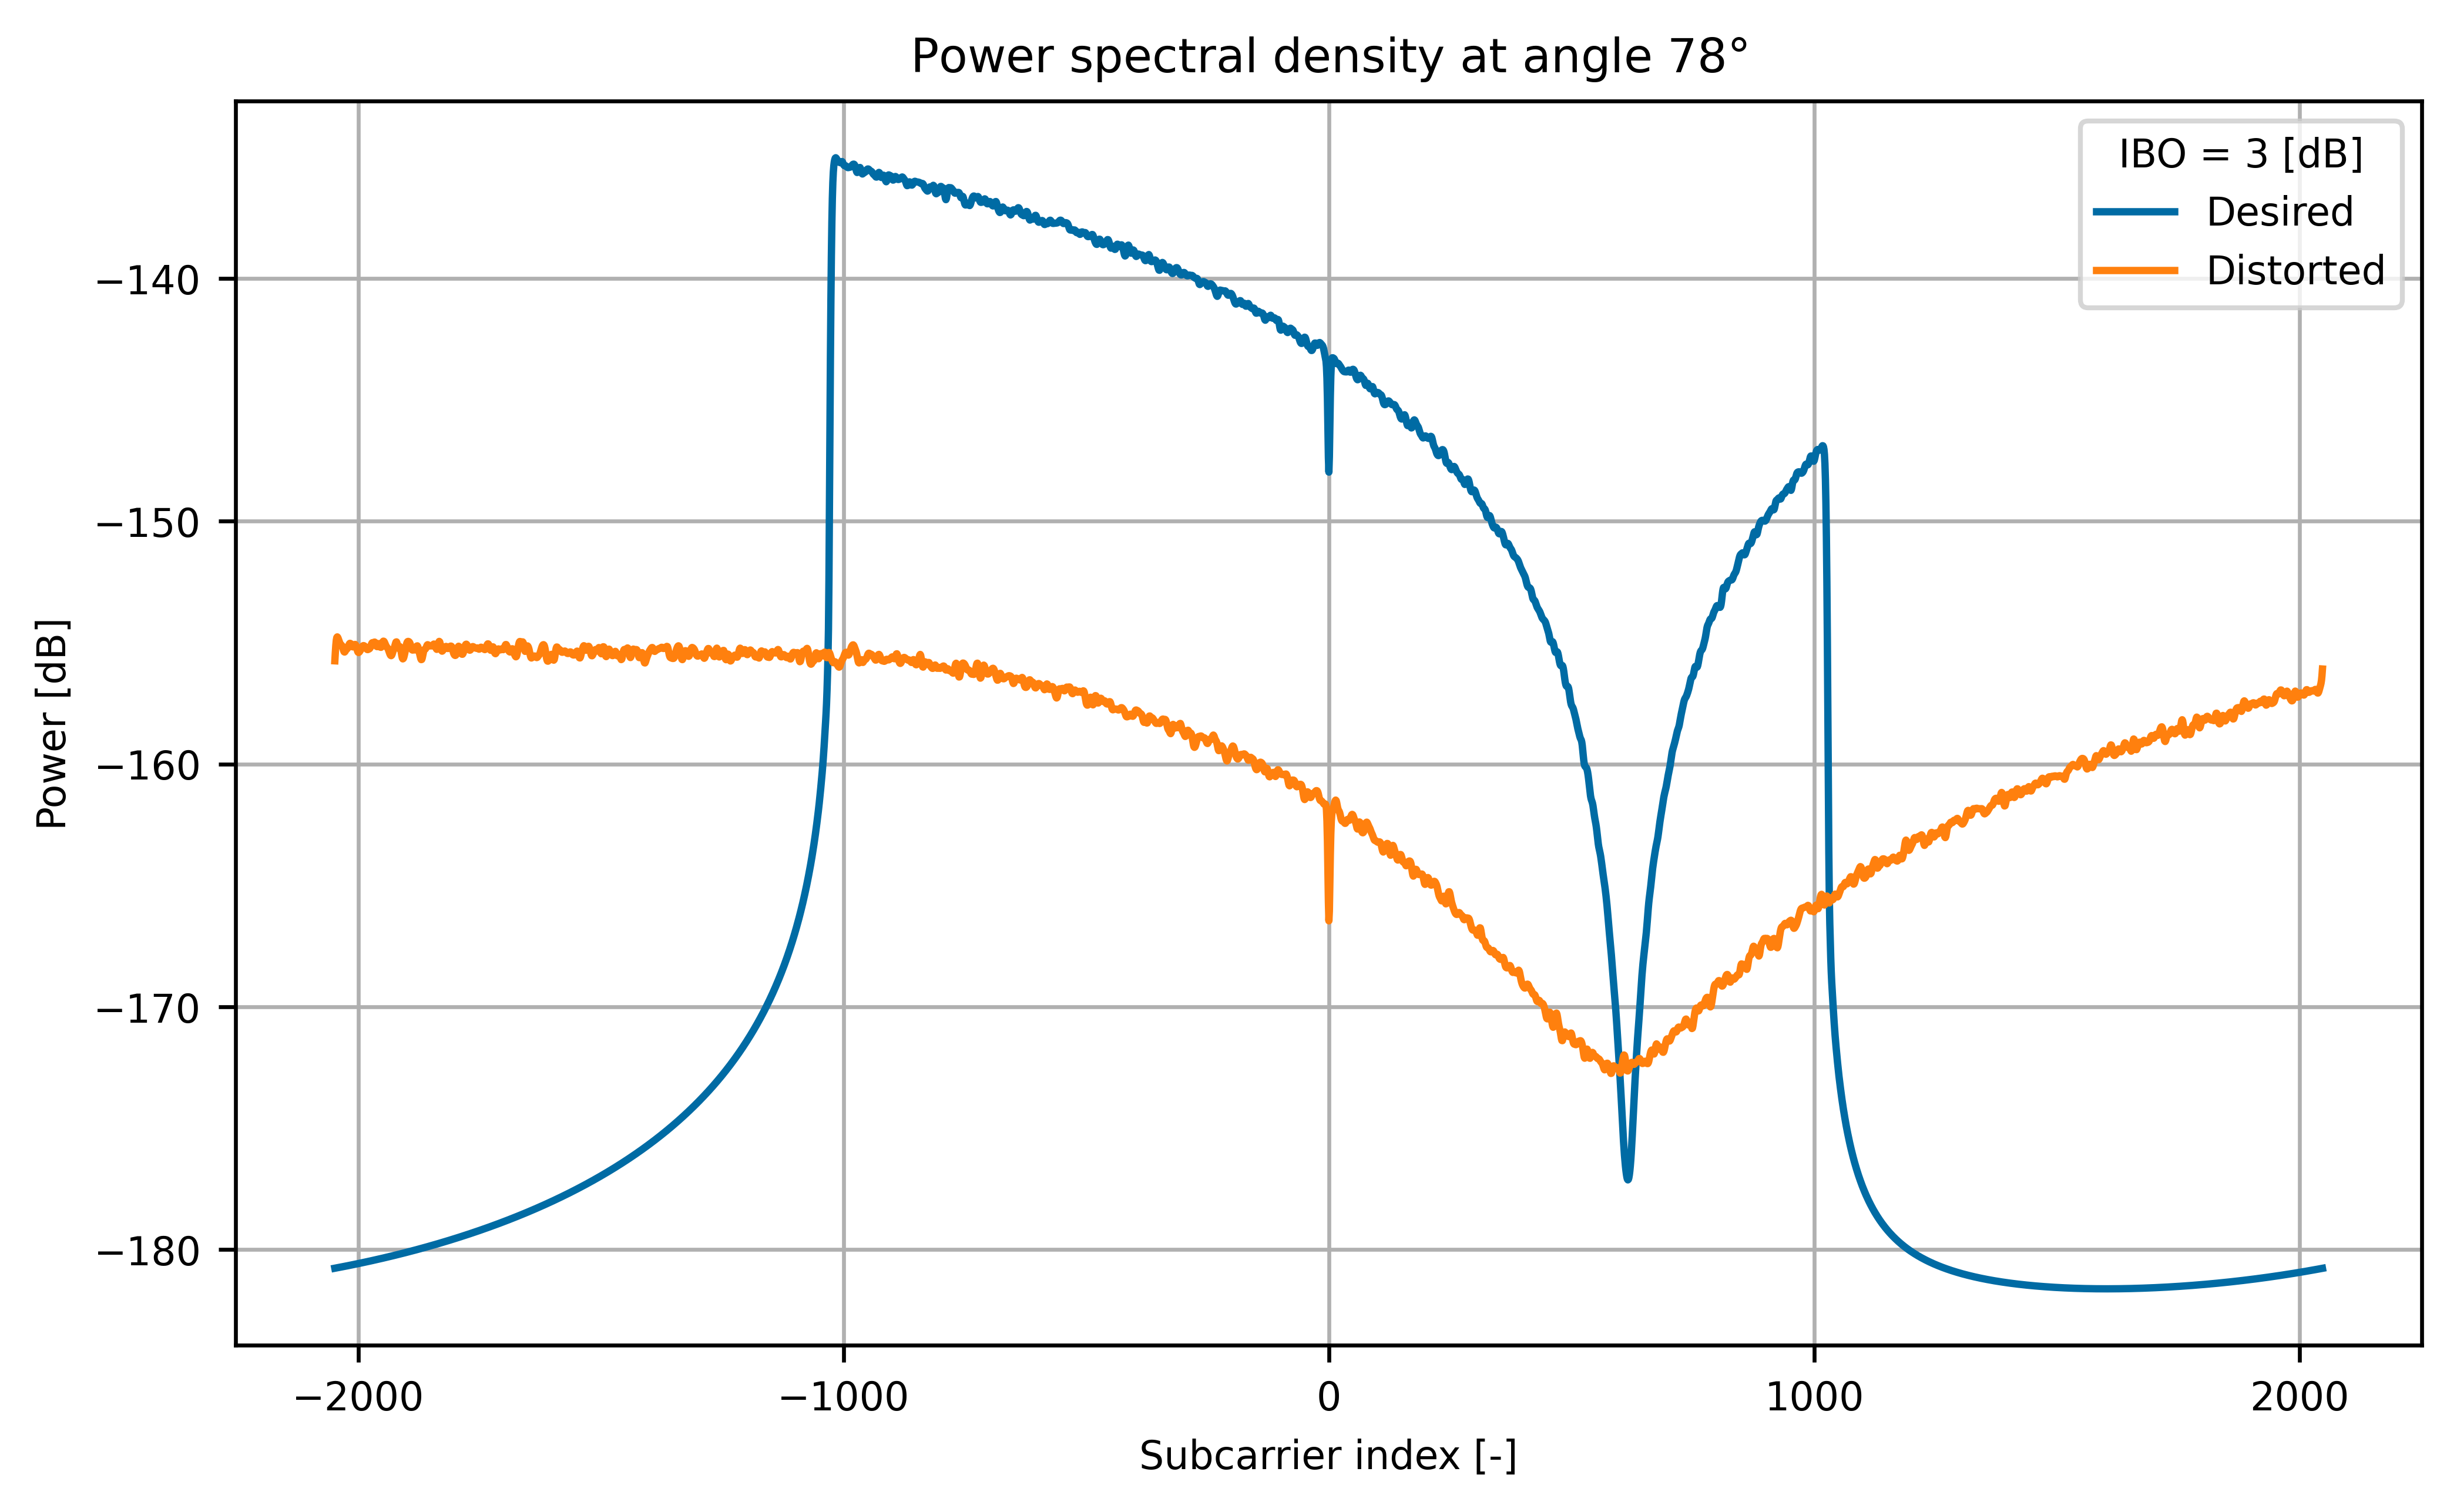 Power spectral density at angle 78°
IBO = 3 [dB]
Desired
Distorted
Power [dB]
−140
−150
−160
−170
−180
−2000
−1000
0
1000
2000
Subcarrier index [-]